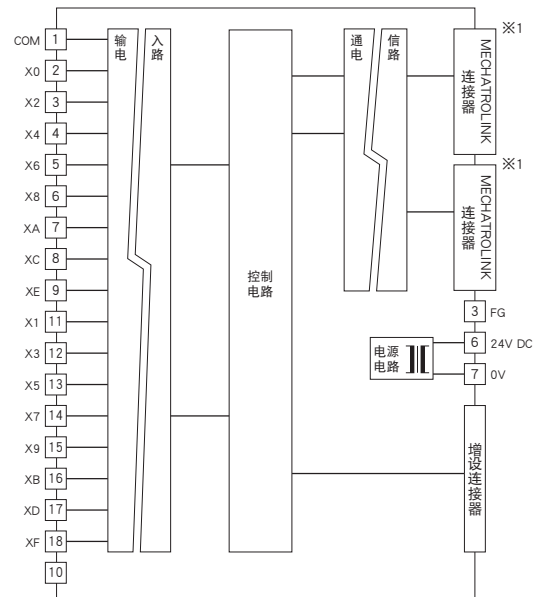 COM 1
X0 2
X2 3
X4 4
X6 5
X8 6
XA 7
XC 8
XE 9
X1 11
X3 12
X5 13
X7 14
X9 15
XB 16
XD 17
XF 18
10
输入
电路
控制
电路
通信
电路
※1
MECHATROLINK
连接器
※1
MECHATROLINK
连接器
3 FG
6 24V DC
7 0V
电源
电路
增设连接器